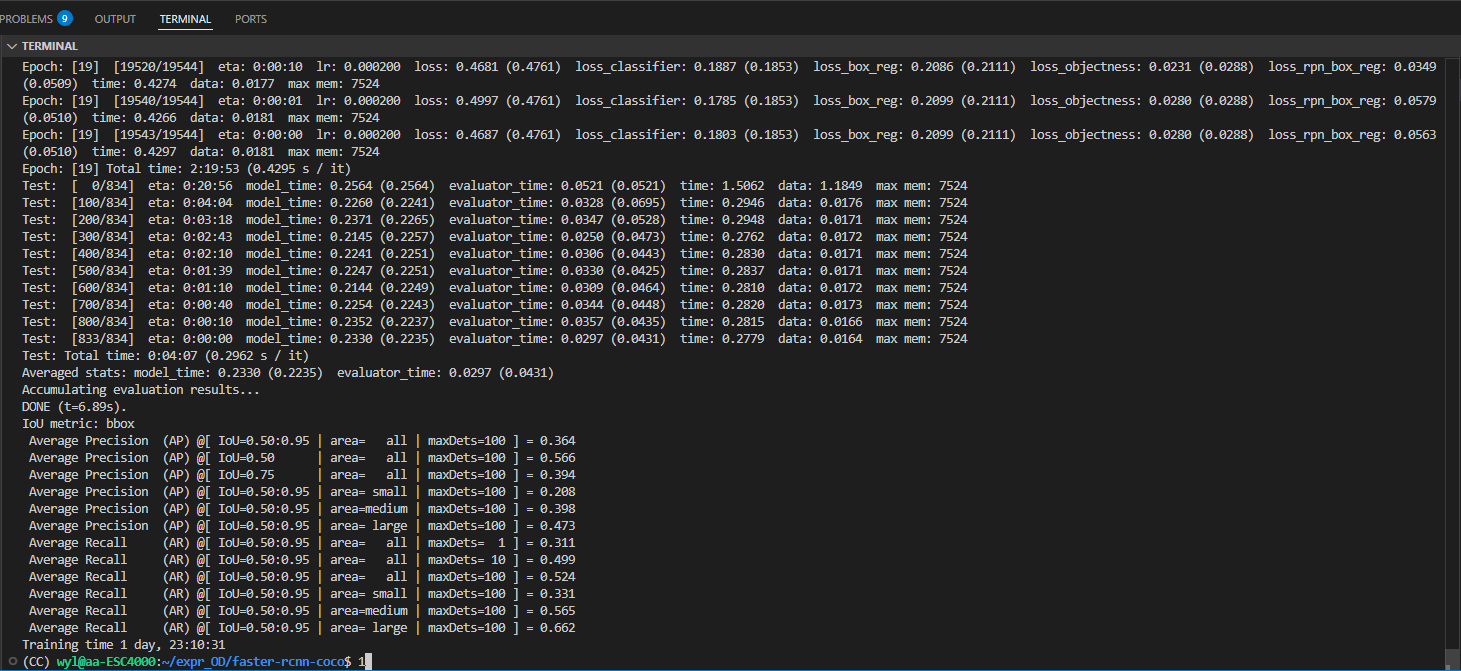 PROBLEMS 9 OUTPUT TERMINAL PORTS
TERMINAL
Epoch: [19] [19520/19544] eta: 0:00:10 lr: 0.000200 loss: 0.4681 (0.4761) loss_classifier: 0.1887 (0.1853) loss_box_reg: 0.2086 (0.2111) loss_objectness: 0.0231 (0.0288) loss_rpn_box_reg: 0.0349
(0.0509) time: 0.4274 data: 0.0177 max mem: 7524
Epoch: [19] [19540/19544] eta: 0:00:01 lr: 0.000200 loss: 0.4997 (0.4761) loss_classifier: 0.1785 (0.1853) loss_box_reg: 0.2099 (0.2111) loss_objectness: 0.0280 (0.0288) loss_rpn_box_reg: 0.0579
(0.0510) time: 0.4266 data: 0.0181 max mem: 7524
Epoch: [19] [19543/19544] eta: 0:00:00 lr: 0.000200 loss: 0.4687 (0.4761) loss_classifier: 0.1803 (0.1853) loss_box_reg: 0.2099 (0.2111) loss_objectness: 0.0280 (0.0288) loss_rpn_box_reg: 0.0563
(0.0510) time: 0.4297 data: 0.0181 max mem: 7524
Epoch: [19] Total time: 2:19:53 (0.4295 s / it)
Test: [ 0/834] eta: 0:20:56 model_time: 0.2564 (0.2564) evaluator_time: 0.0521 (0.0521) time: 1.5062 data: 1.1849 max mem: 7524
Test: [100/834] eta: 0:04:04 model_time: 0.2260 (0.2241) evaluator_time: 0.0328 (0.0695) time: 0.2946 data: 0.0176 max mem: 7524
Test: [200/834] eta: 0:03:18 model_time: 0.2371 (0.2265) evaluator_time: 0.0347 (0.0528) time: 0.2948 data: 0.0171 max mem: 7524
Test: [300/834] eta: 0:02:43 model_time: 0.2145 (0.2257) evaluator_time: 0.0250 (0.0473) time: 0.2762 data: 0.0172 max mem: 7524
Test: [400/834] eta: 0:02:10 model_time: 0.2241 (0.2251) evaluator_time: 0.0306 (0.0443) time: 0.2830 data: 0.0171 max mem: 7524
Test: [500/834] eta: 0:01:39 model_time: 0.2247 (0.2251) evaluator_time: 0.0330 (0.0425) time: 0.2837 data: 0.0171 max mem: 7524
Test: [600/834] eta: 0:01:10 model_time: 0.2144 (0.2249) evaluator_time: 0.0309 (0.0464) time: 0.2810 data: 0.0172 max mem: 7524
Test: [700/834] eta: 0:00:40 model_time: 0.2254 (0.2243) evaluator_time: 0.0344 (0.0448) time: 0.2820 data: 0.0173 max mem: 7524
Test: [800/834] eta: 0:00:10 model_time: 0.2352 (0.2237) evaluator_time: 0.0357 (0.0435) time: 0.2815 data: 0.0166 max mem: 7524
Test: [833/834] eta: 0:00:00 model_time: 0.2330 (0.2235) evaluator_time: 0.0297 (0.0431) time: 0.2779 data: 0.0164 max mem: 7524
Test: Total time: 0:04:07 (0.2962 s / it)
Averaged stats: model_time: 0.2330 (0.2235) evaluator_time: 0.0297 (0.0431)
Accumulating evaluation results...
DONE (t=6.89s).
IoU metric: bbox
Average Precision (AP) @[ IoU=0.50:0.95 | area= all | maxDets=100 ] = 0.364
Average Precision (AP) @[ IoU=0.50 | area= all | maxDets=100 ] = 0.566
Average Precision (AP) @[ IoU=0.75 | area= all | maxDets=100 ] = 0.394
Average Precision (AP) @[ IoU=0.50:0.95 | area= small | maxDets=100 ] = 0.208
Average Precision (AP) @[ IoU=0.50:0.95 | area=medium | maxDets=100 ] = 0.398
Average Precision (AP) @[ IoU=0.50:0.95 | area= large | maxDets=100 ] = 0.473
Average Recall (AR) @[ IoU=0.50:0.95 | area= all | maxDets= 1 ] = 0.311
Average Recall (AR) @[ IoU=0.50:0.95 | area= all | maxDets= 10 ] = 0.499
Average Recall (AR) @[ IoU=0.50:0.95 | area= all | maxDets=100 ] = 0.524
Average Recall (AR) @[ IoU=0.50:0.95 | area= small | maxDets=100 ] = 0.331
Average Recall (AR) @[ IoU=0.50:0.95 | area=medium | maxDets=100 ] = 0.565
Average Recall (AR) @[ IoU=0.50:0.95 | area= large | maxDets=100 ] = 0.662
Training time 1 day, 23:10:31
(CC) wyl@aa-ESC4000:~/expr_OD/faster-rcnn-coco$ 1